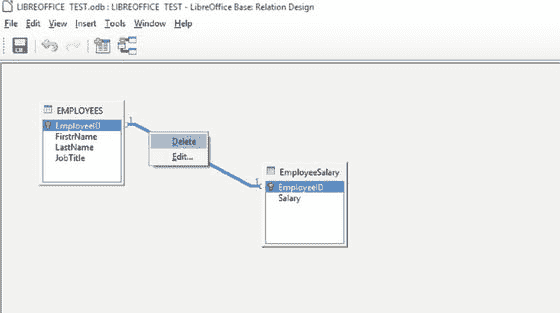 LIBREOFFICE TEST.odb : LIBREOFFICE TEST - LibreOffice Base: Relation Design
File Edit View Insert Tools Window Help
EMPLOYEES
EmployeeID
FirstrName
LastName
JobTitle
1
Delete
Edit...
1
EmployeeSalary
EmployeeID
Salary